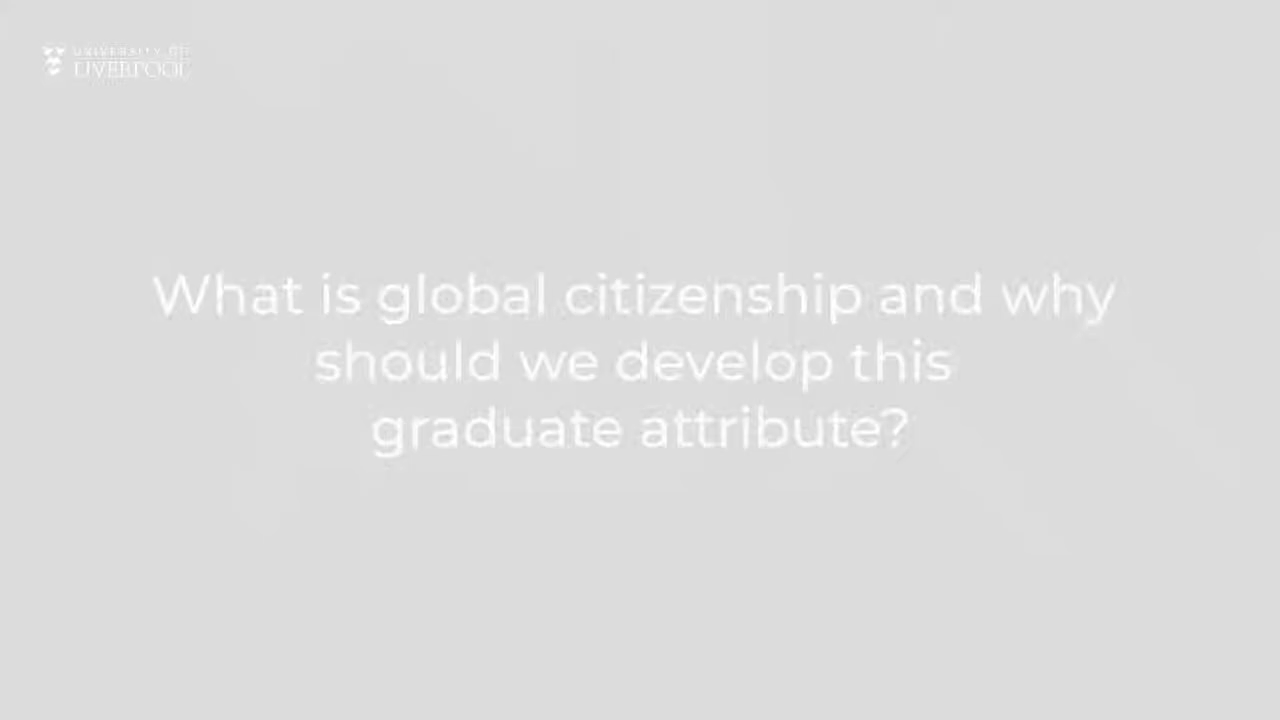 UNIVERSITY OF
LIVERPOOL
What is global citizenship and why
should we develop this
graduate attribute?